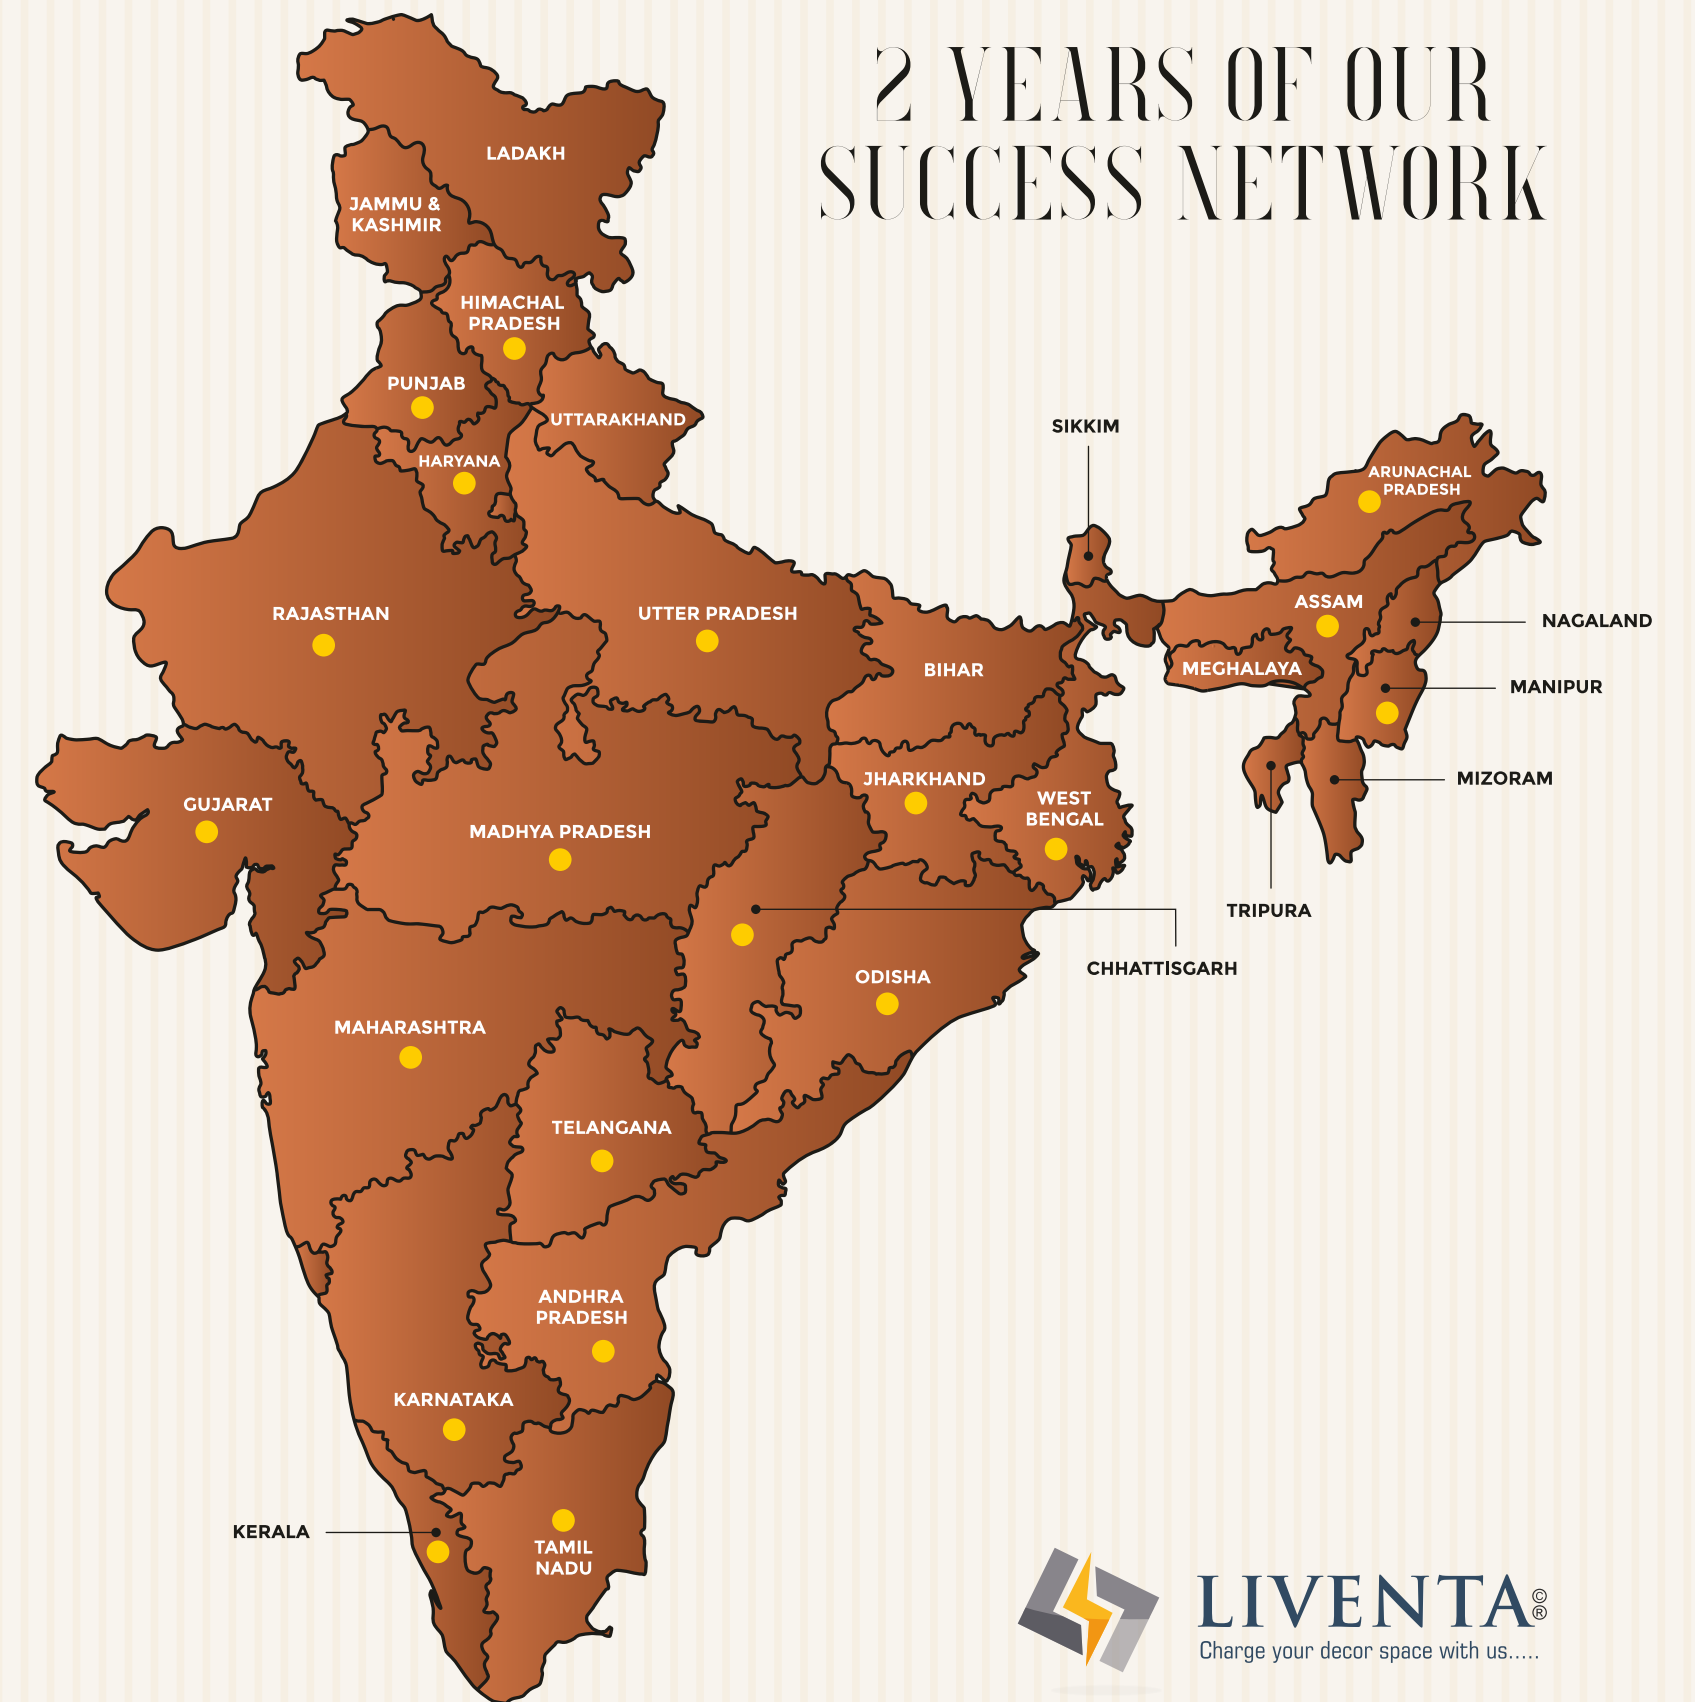 2 YEARS OF OUR
SUCCESS NETWORK
LADAKH
JAMMU &
KASHMIR
HIMACHAL
PRADESH
PUNJAB
UTTARAKHAND
HARYANA
SIKKIM
ARUNACHAL
PRADESH
RAJASTHAN
UTTER PRADESH
ASSAM
NAGALAND
BIHAR
MEGHALAYA
MANIPUR
GUJARAT
JHARKHAND
MIZORAM
WEST
BENGAL
MADHYA PRADESH
TRIPURA
CHHATTISGARH
ODISHA
MAHARASHTRA
TELANGANA
ANDHRA
PRADESH
KARNATAKA
KERALA
TAMIL
NADU
LIVENTA©®
Charge your decor space with us.....